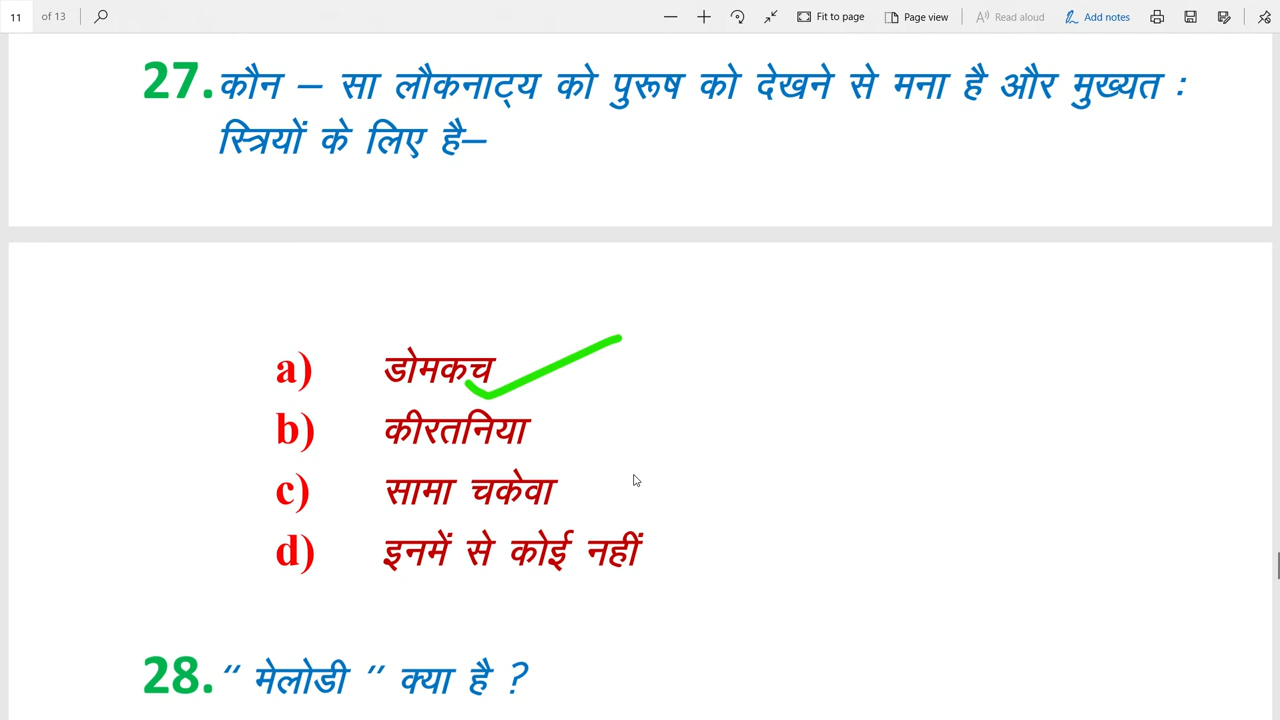 11 of 13 Fit to page Page view Read aloud Add notes
27. कौन – सा लौकनाट्य को पुरूष को देखने से मना है और मुख्यत :
स्त्रियों के लिए है–
a) डोमकच
b) कीरतनिया
c) सामा चकेवा
d) इनमें से कोई नहीं
28. “ मेलोडी ” क्या है ?